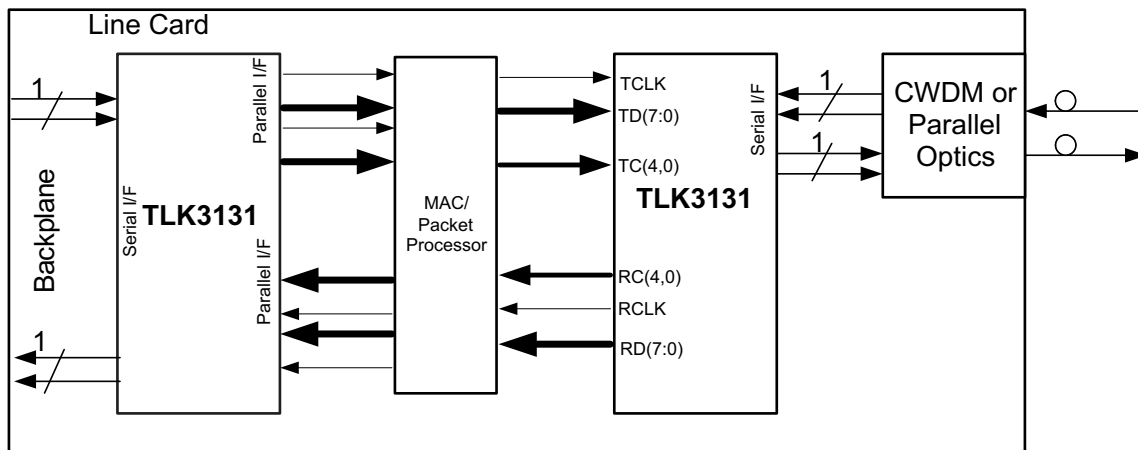 Line Card
1
Backplane
1
Serial I/F
TLK3131
Parallel I/F
Parallel I/F
MAC/
Packet
Processor
TCLK
TD(7:0)
TC(4,0)
TLK3131
RC(4,0)
RCLK
RD(7:0)
Serial I/F
1
1
CWDM or
Parallel
Optics